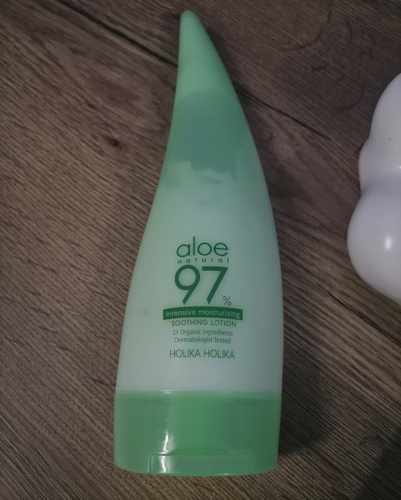 aloe
natural
97%
intensive moisturizing
SOOTHING LOTION
21 Organic Ingredients
Dermatologist Tested
HOLIKA HOLIKA